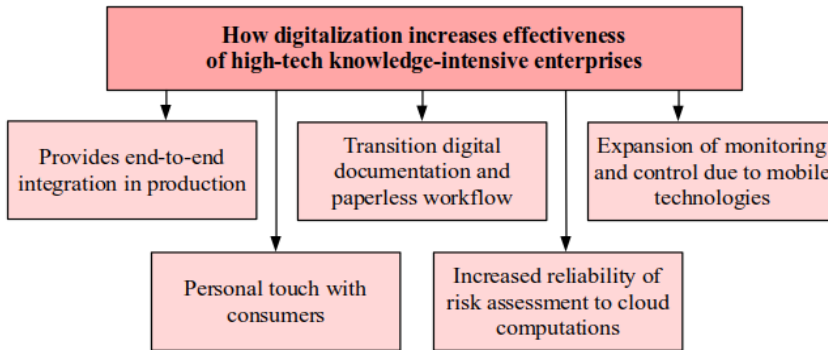 How digitalization increases effectiveness
of high-tech knowledge-intensive enterprises
Provides end-to-end
integration in production
Transition digital
documentation and
paperless workflow
Expansion of monitoring
and control due to mobile
technologies
Personal touch with
consumers
Increased reliability of
risk assessment to cloud
computations